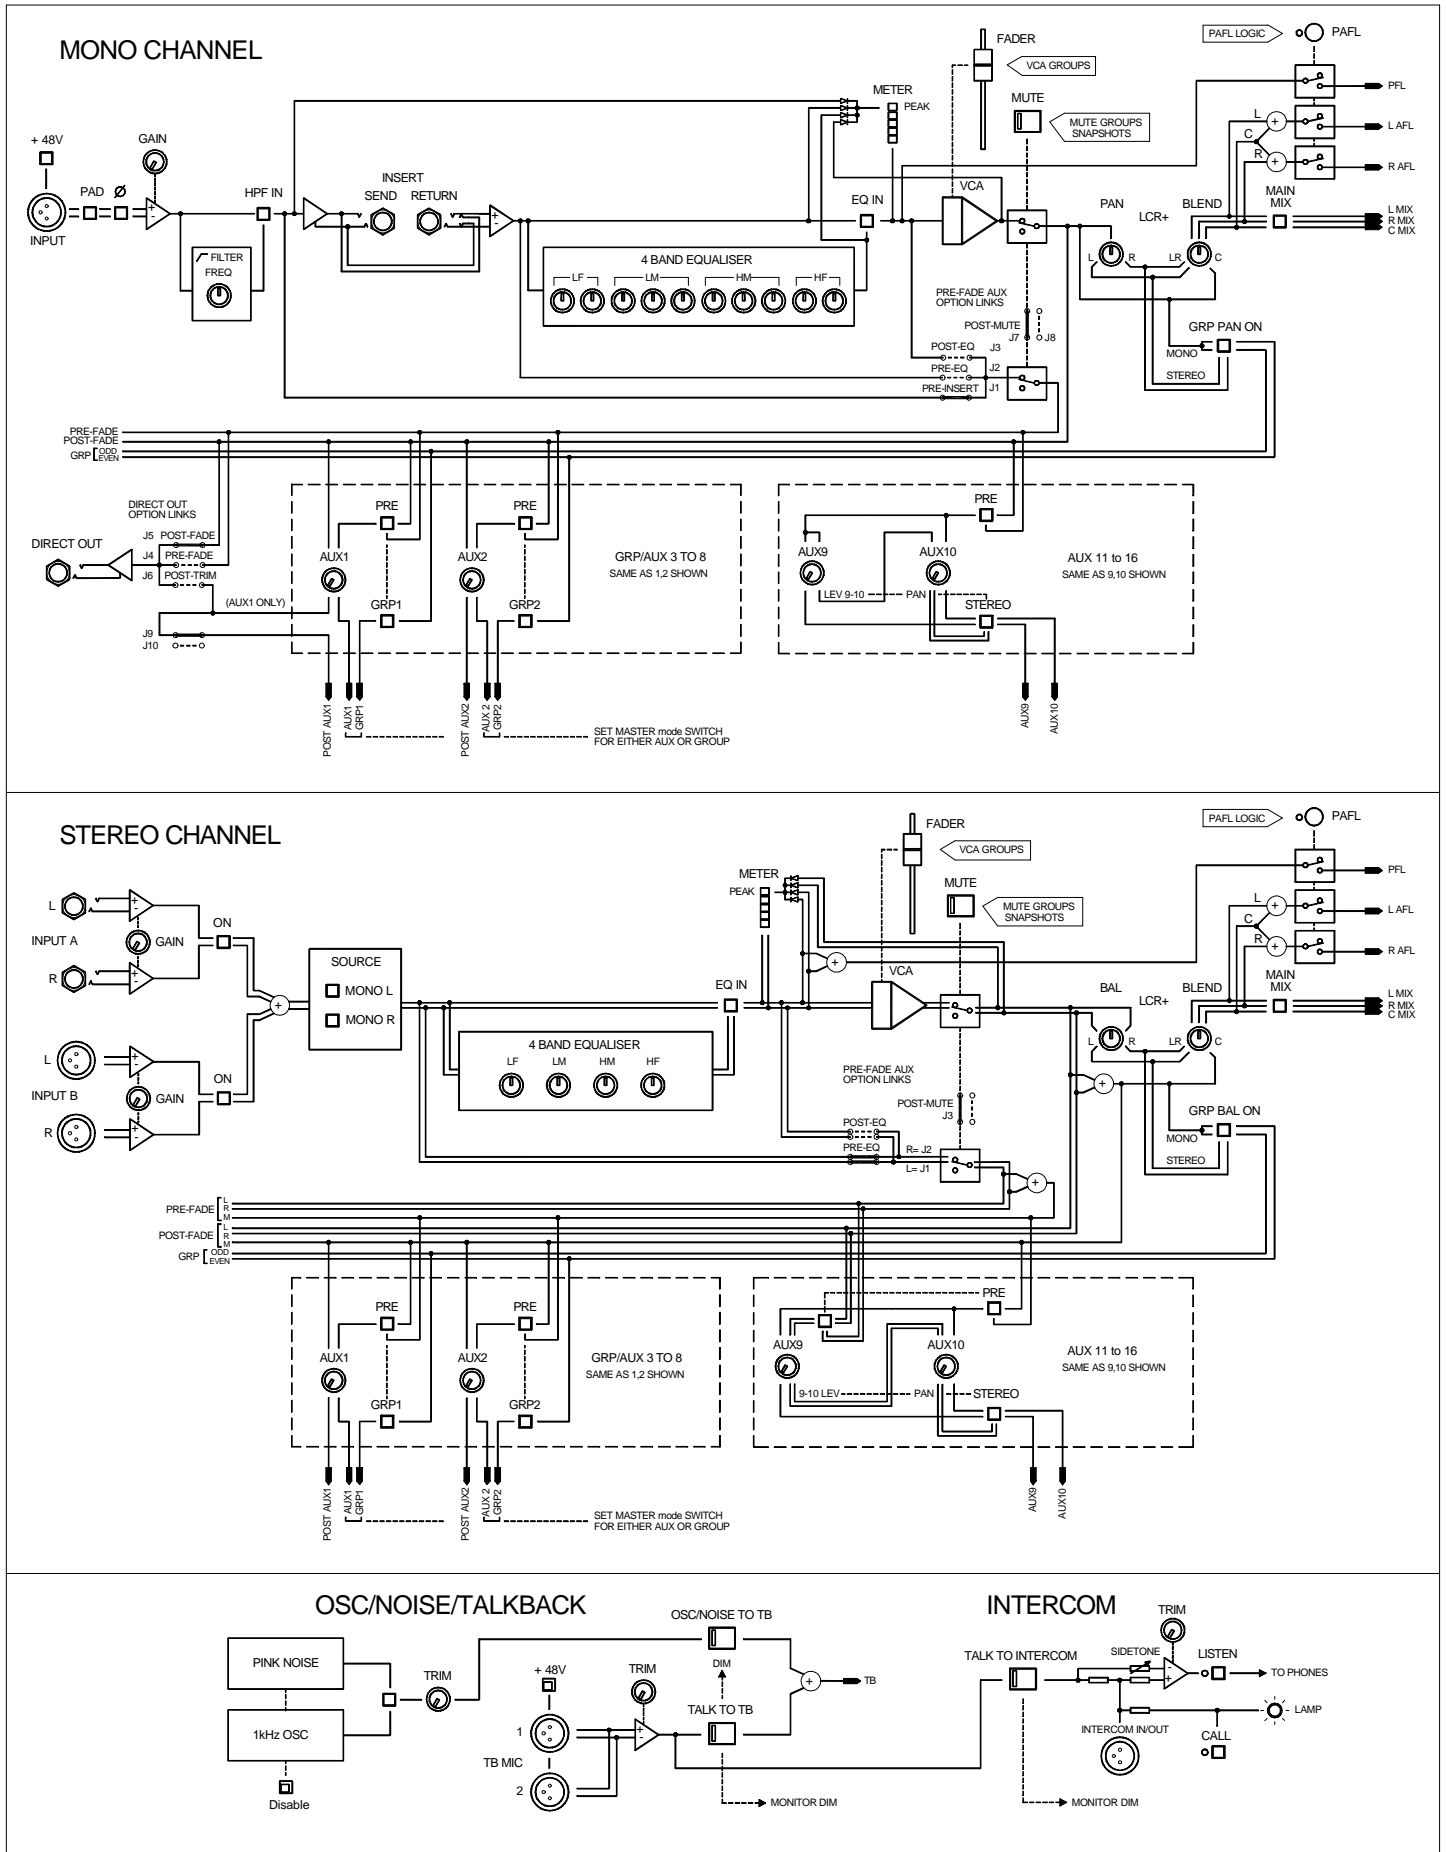 MONO CHANNEL
PAFL LOGIC
PAFL
FADER
VCA GROUPS
METER
PEAK
MUTE
MUTE GROUPS
SNAPSHOTS
PFL
L
L AFL
C
R
R AFL
+ 48V
GAIN
PAD
Ø
HPF IN
INSERT
SEND
RETURN
EQ IN
VCA
PAN
LCR+
BLEND
MAIN
MIX
L MIX
R MIX
C MIX
INPUT
L
R
LR
C
FILTER
FREQ
4 BAND EQUALISER
LF
LM
HM
HF
PRE-FADE AUX
OPTION LINKS
POST-MUTE
J7
J8
GRP PAN ON
MONO
STEREO
POST-EQ
J3
PRE-EQ
J2
PRE-INSERT
J1
PRE-FADE
POST-FADE
GRP
ODD
EVEN
DIRECT OUT
OPTION LINKS
J5
POST-FADE
DIRECT OUT
J4
PRE-FADE
J6
POST-TRIM
(AUX1 ONLY)
J9
J10
PRE
PRE
AUX1
AUX2
GRP1
GRP2
GRP/AUX 3 TO 8
SAME AS 1,2 SHOWN
PRE
AUX9
AUX10
LEV 9-10
PAN
STEREO
AUX 11 to 16
SAME AS 9,10 SHOWN
POST AUX1
AUX1
GRP1
POST AUX2
AUX 2
GRP2
AUX9
AUX10
SET MASTER mode SWITCH
FOR EITHER AUX OR GROUP
STEREO CHANNEL
PAFL LOGIC
PAFL
FADER
VCA GROUPS
METER
PEAK
MUTE
MUTE GROUPS
SNAPSHOTS
PFL
L
L AFL
C
R
R AFL
L
INPUT A
GAIN
R
ON
SOURCE
MONO L
MONO R
EQ IN
VCA
BAL
LCR+
BLEND
MAIN
MIX
L MIX
R MIX
C MIX
L
R
LR
C
L
INPUT B
GAIN
R
ON
4 BAND EQUALISER
LF
LM
HM
HF
PRE-FADE AUX
OPTION LINKS
POST-MUTE
J3
GRP BAL ON
MONO
STEREO
POST-EQ
PRE-EQ
R= J2
L= J1
PRE-FADE
L
R
M
POST-FADE
L
R
M
GRP
ODD
EVEN
PRE
PRE
AUX1
AUX2
GRP1
GRP2
GRP/AUX 3 TO 8
SAME AS 1,2 SHOWN
PRE
AUX9
AUX10
9-10 LEV
PAN
STEREO
AUX 11 to 16
SAME AS 9,10 SHOWN
POST AUX1
AUX1
GRP1
POST AUX2
AUX 2
GRP2
AUX9
AUX10
SET MASTER mode SWITCH
FOR EITHER AUX OR GROUP
OSC/NOISE/TALKBACK
INTERCOM
PINK NOISE
1kHz OSC
Disable
TRIM
OSC/NOISE TO TB
+ 48V
TRIM
DIM
TALK TO TB
1
TB MIC
2
TB
MONITOR DIM
TALK TO INTERCOM
SIDETONE
TRIM
LISTEN
TO PHONES
LAMP
INTERCOM IN/OUT
CALL
MONITOR DIM
+
-
+
-
+
+
+
-
+
-
+
-
+
-
+
+
+
+
+
+
+
-
+
-
+